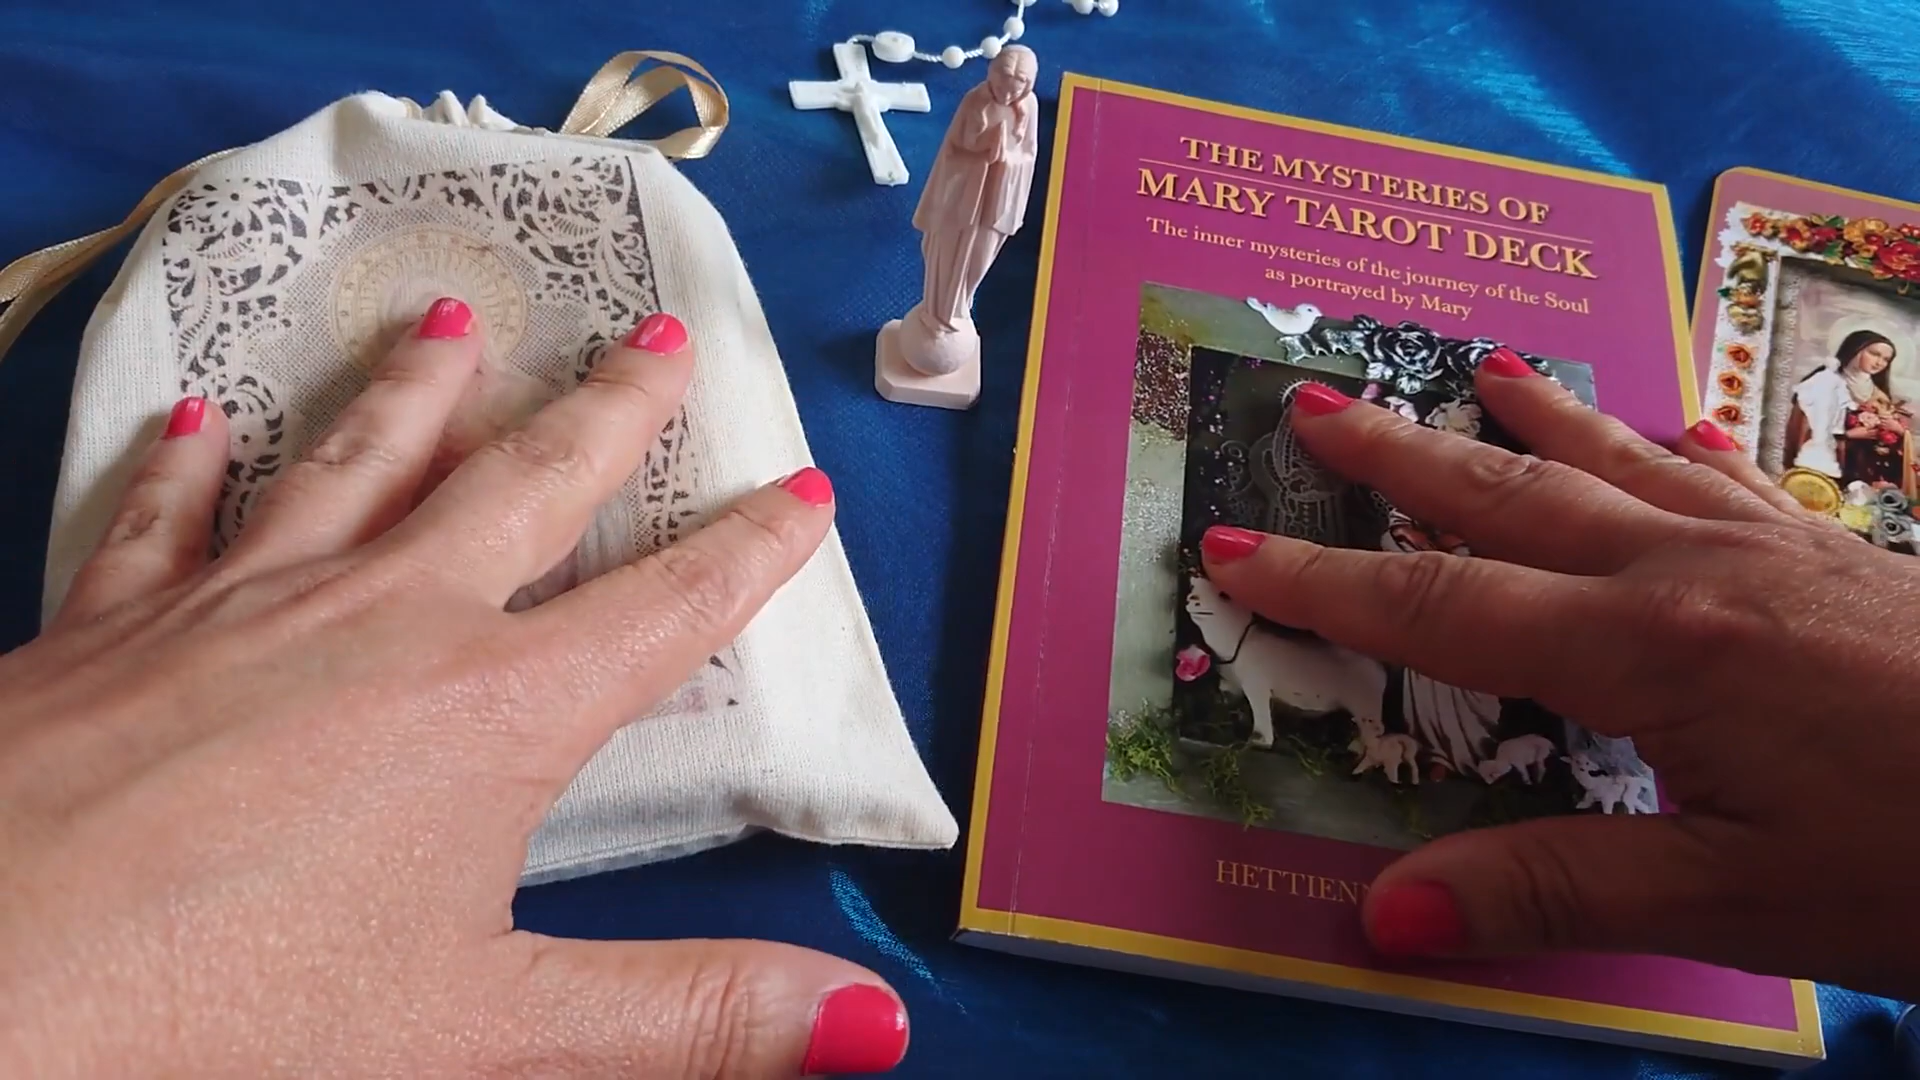 THE MYSTERIES OF
MARY TAROT DECK
The inner mysteries of the journey of the Soul
as portrayed by Mary